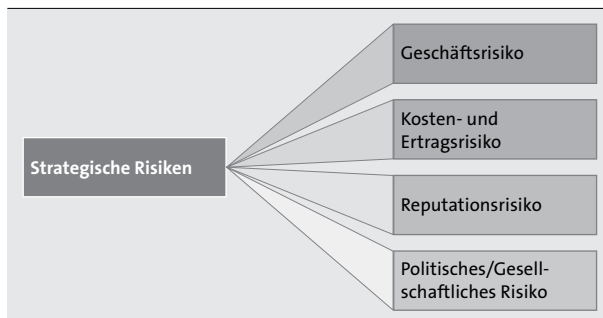 Strategische Risiken
Geschäftsrisiko
Kosten- und
Ertragsrisiko
Reputationsrisiko
Politisches/Gesell-
schaftliches Risiko